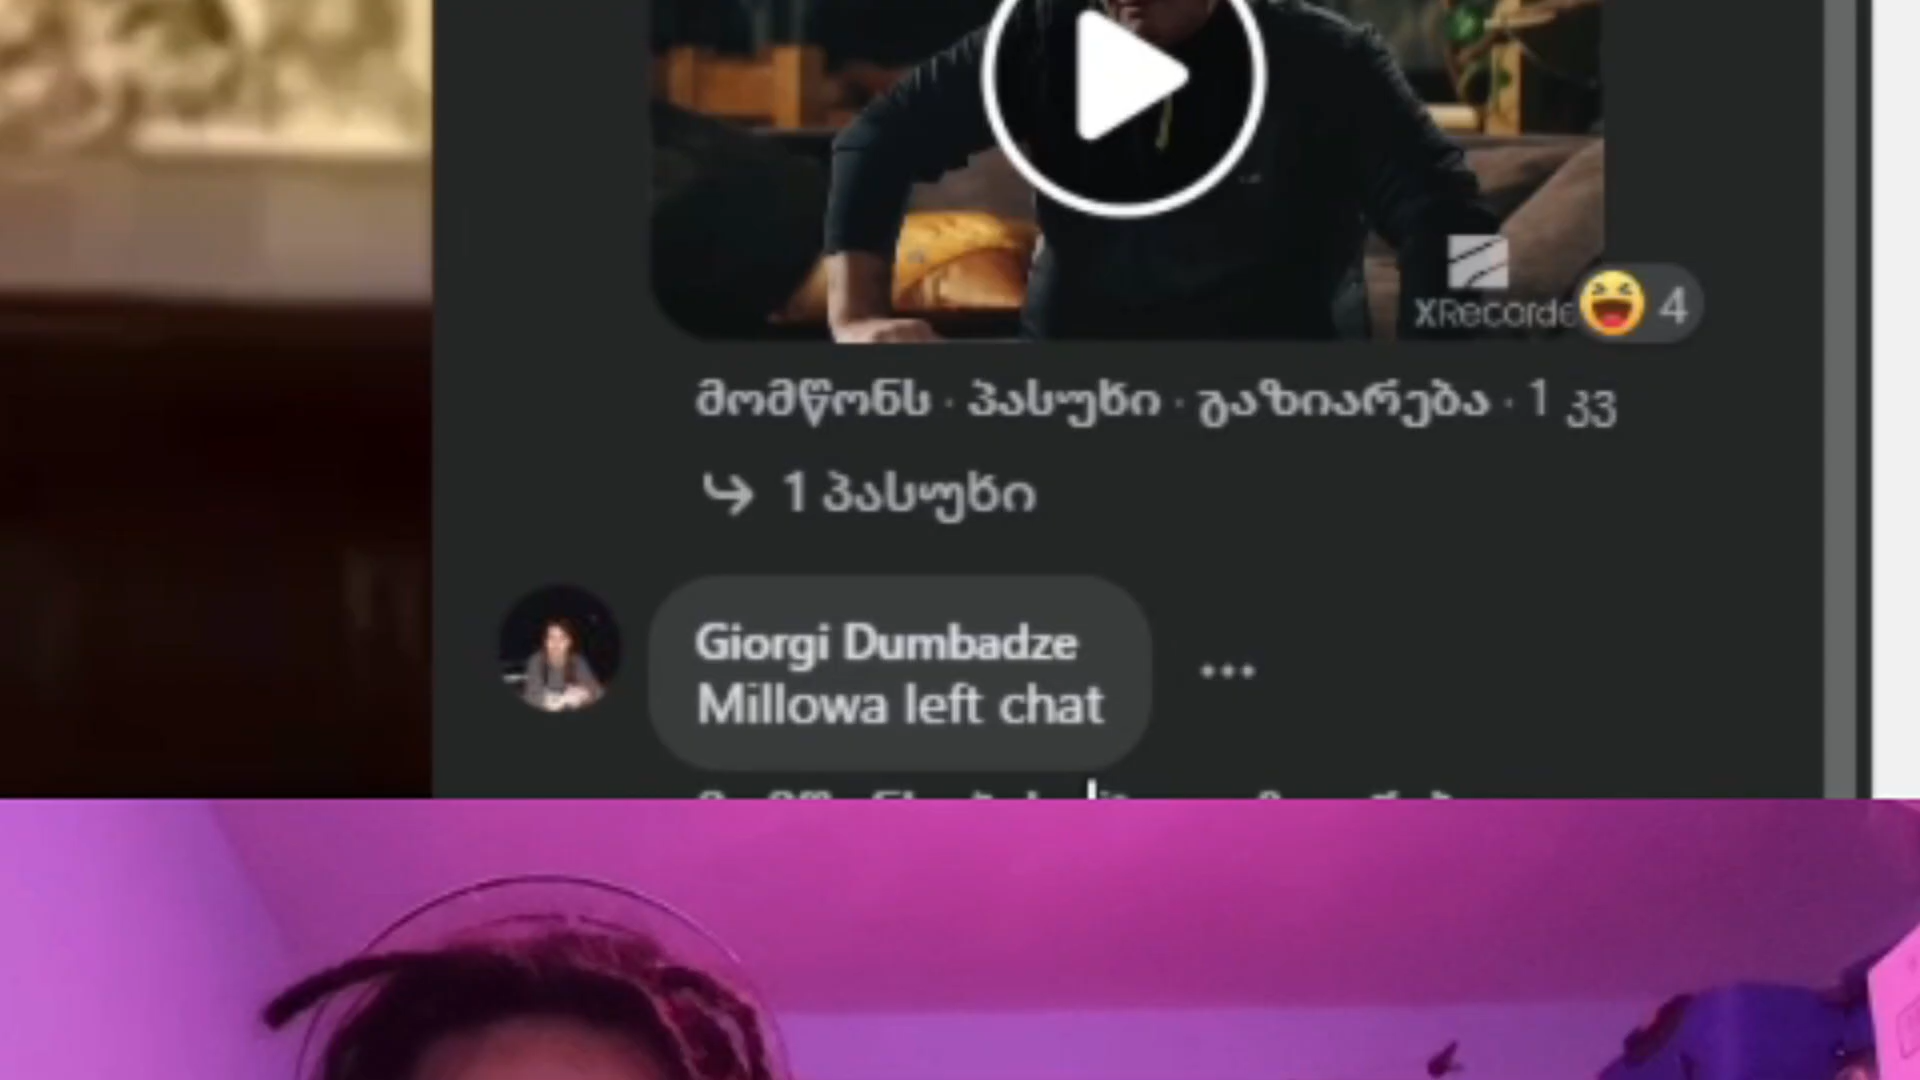 XRecorde
4
მომწონს · პასუხი · გაზიარება · 1 კვ
1 პასუხი
Giorgi Dumbadze
Millowa left chat